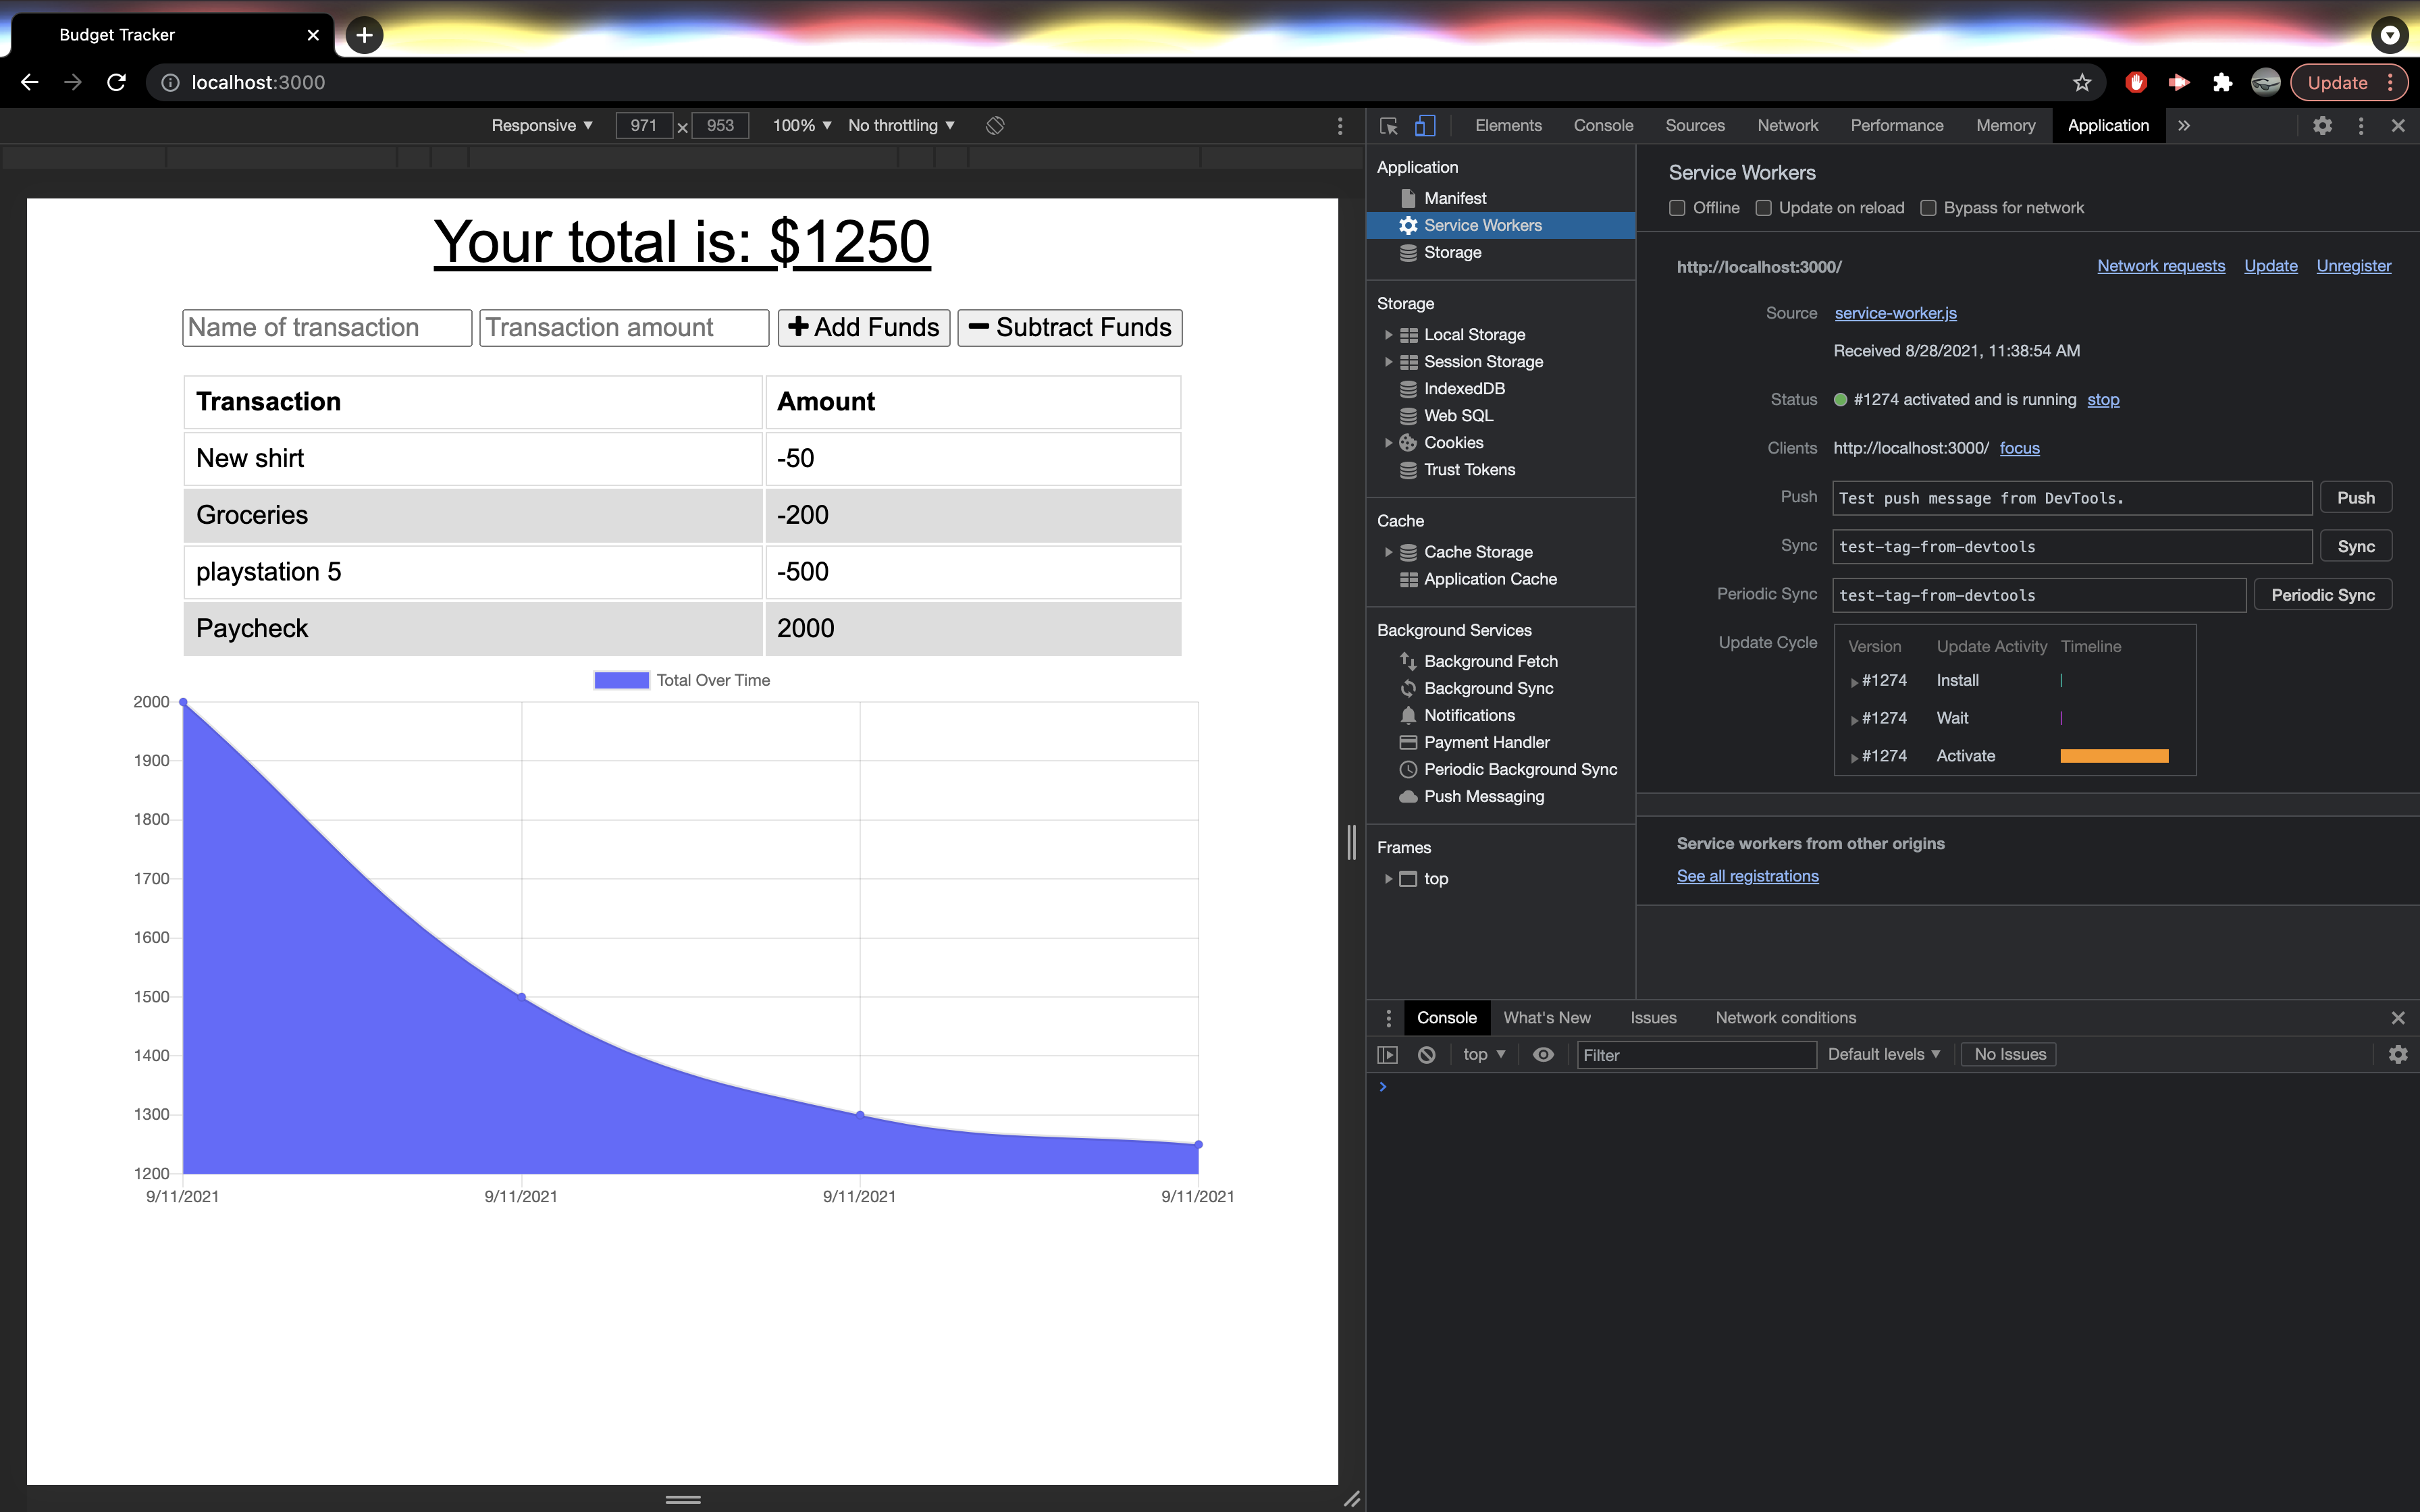 Budget Tracker
localhost:3000
Update
Responsive 971 × 953 100% No throttling
Your total is: $1250
Name of transaction Transaction amount Add Funds Subtract Funds
Transaction Amount
New shirt -50
Groceries -200
playstation 5 -500
Paycheck 2000
Total Over Time
2000
1900
1800
1700
1600
1500
1400
1300
1200
9/11/2021 9/11/2021 9/11/2021 9/11/2021
Elements Console Sources Network Performance Memory Application
Application
Manifest
Service Workers
Storage
Storage
Local Storage
Session Storage
IndexedDB
Web SQL
Cookies
Trust Tokens
Cache
Cache Storage
Application Cache
Background Services
Background Fetch
Background Sync
Notifications
Payment Handler
Periodic Background Sync
Push Messaging
Frames
top
Service Workers
Offline Update on reload Bypass for network
http://localhost:3000/ Network requests Update Unregister
Source service-worker.js
Received 8/28/2021, 11:38:54 AM
Status #1274 activated and is running stop
Clients http://localhost:3000/ focus
Push Test push message from DevTools. Push
Sync test-tag-from-devtools Sync
Periodic Sync test-tag-from-devtools Periodic Sync
Update Cycle Version Update Activity Timeline
#1274 Install
#1274 Wait
#1274 Activate
Service workers from other origins
See all registrations
Console What's New Issues Network conditions
top Filter Default levels No Issues